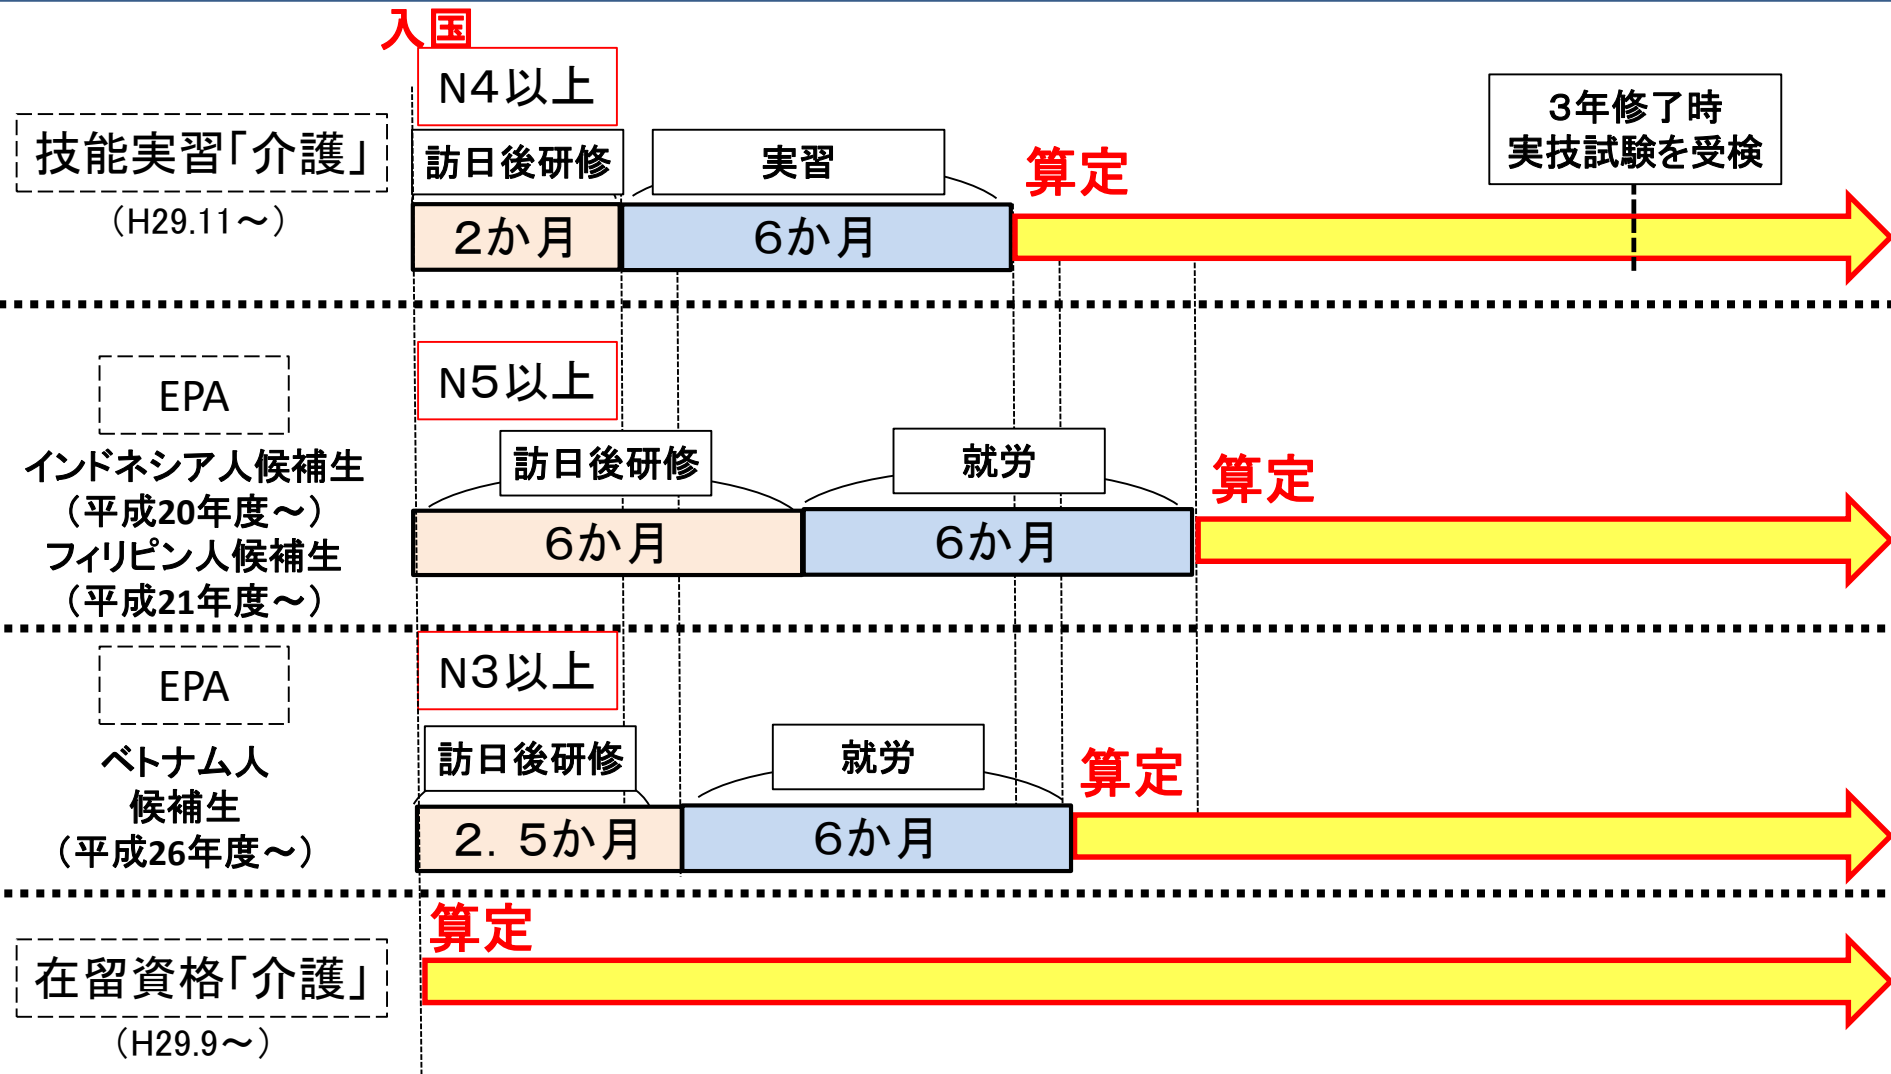 入国
N4以上
技能実習「介護」
（H29.11～）
訪日後研修
実習
算定
3年修了時
実技試験を受検
2か月
6か月
N5以上
EPA
インドネシア人候補生
（平成20年度～）
フィリピン人候補生
（平成21年度～）
訪日後研修
就労
算定
6か月
6か月
N3以上
EPA
ベトナム人
候補生
（平成26年度～）
訪日後研修
就労
算定
2．5か月
6か月
算定
在留資格「介護」
（H29.9～）